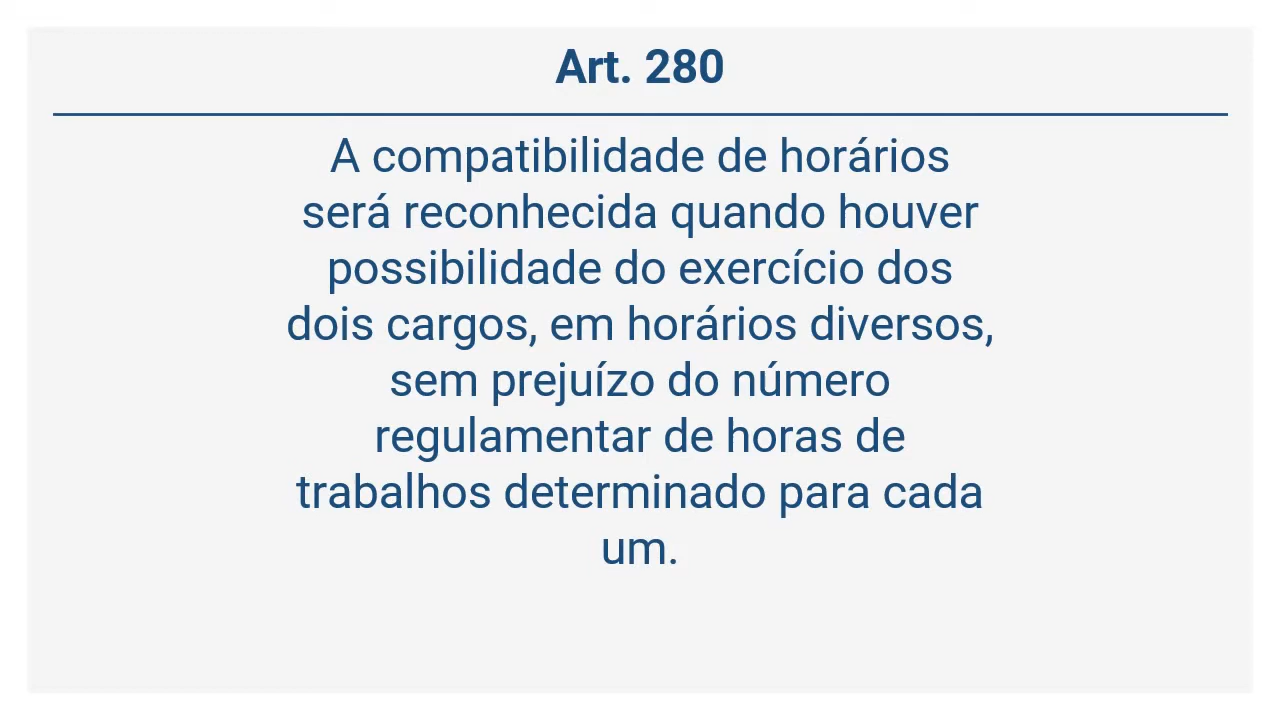 Art. 280
A compatibilidade de horários
será reconhecida quando houver
possibilidade do exercício dos
dois cargos, em horários diversos,
sem prejuízo do número
regulamentar de horas de
trabalhos determinado para cada
um.